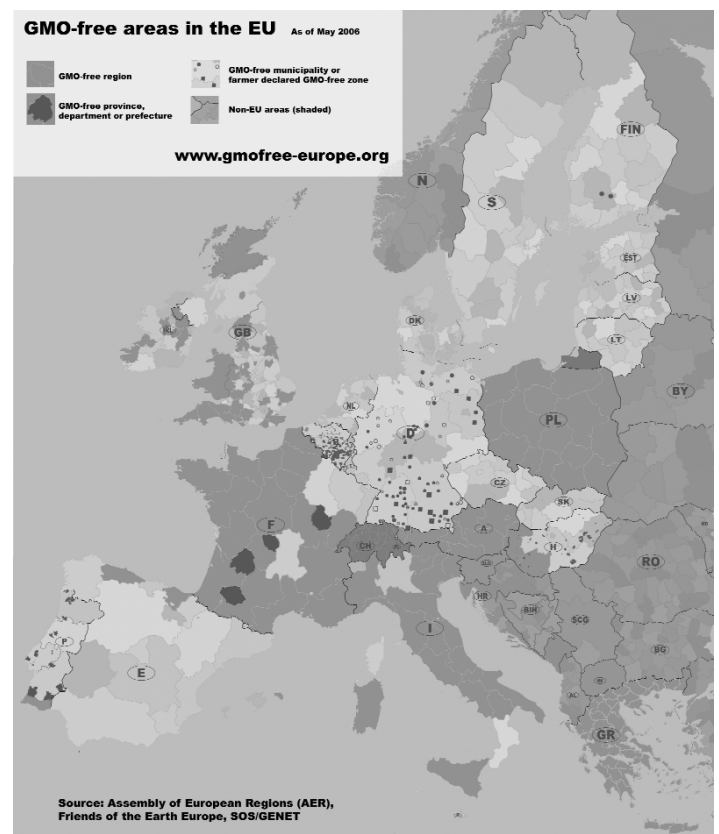 GMO-free areas in the EU As of May 2006
GMO-free region
GMO-free municipality or
farmer declared GMO-free zone
GMO-free province,
department or prefecture
Non-EU areas (shaded)
www.gmofree-europe.org
FIN
N
S
EST
LV
DK
LT
IRL
GB
BY
NL
PL
D
B
CZ
SK
F
A
H
CH
RO
SLO
HR
BIH
SCG
I
BG
P
E
AL
GR
Source: Assembly of European Regions (AER),
Friends of the Earth Europe, SOS/GENET